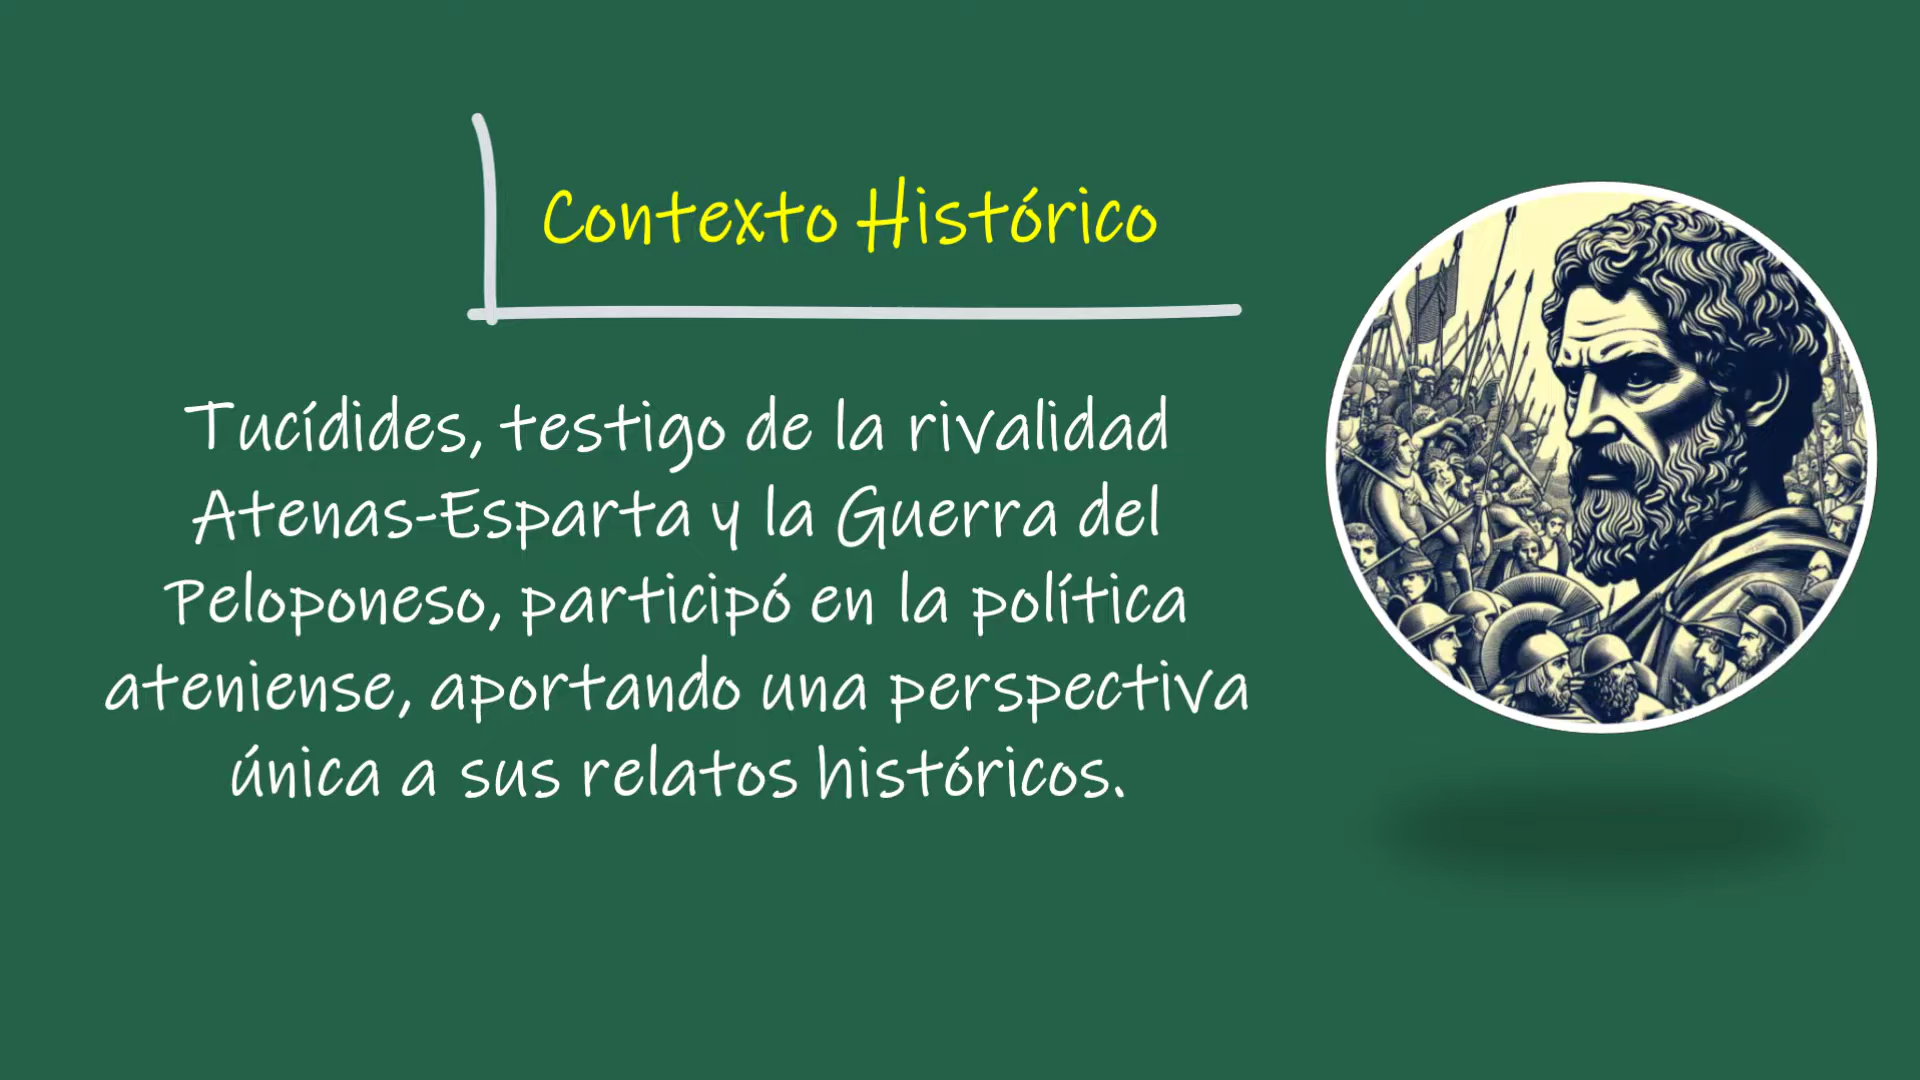 Contexto Histórico
Tucídides, testigo de la rivalidad
Atenas-Esparta y la Guerra del
Peloponeso, participó en la política
ateniense, aportando una perspectiva
única a sus relatos históricos.